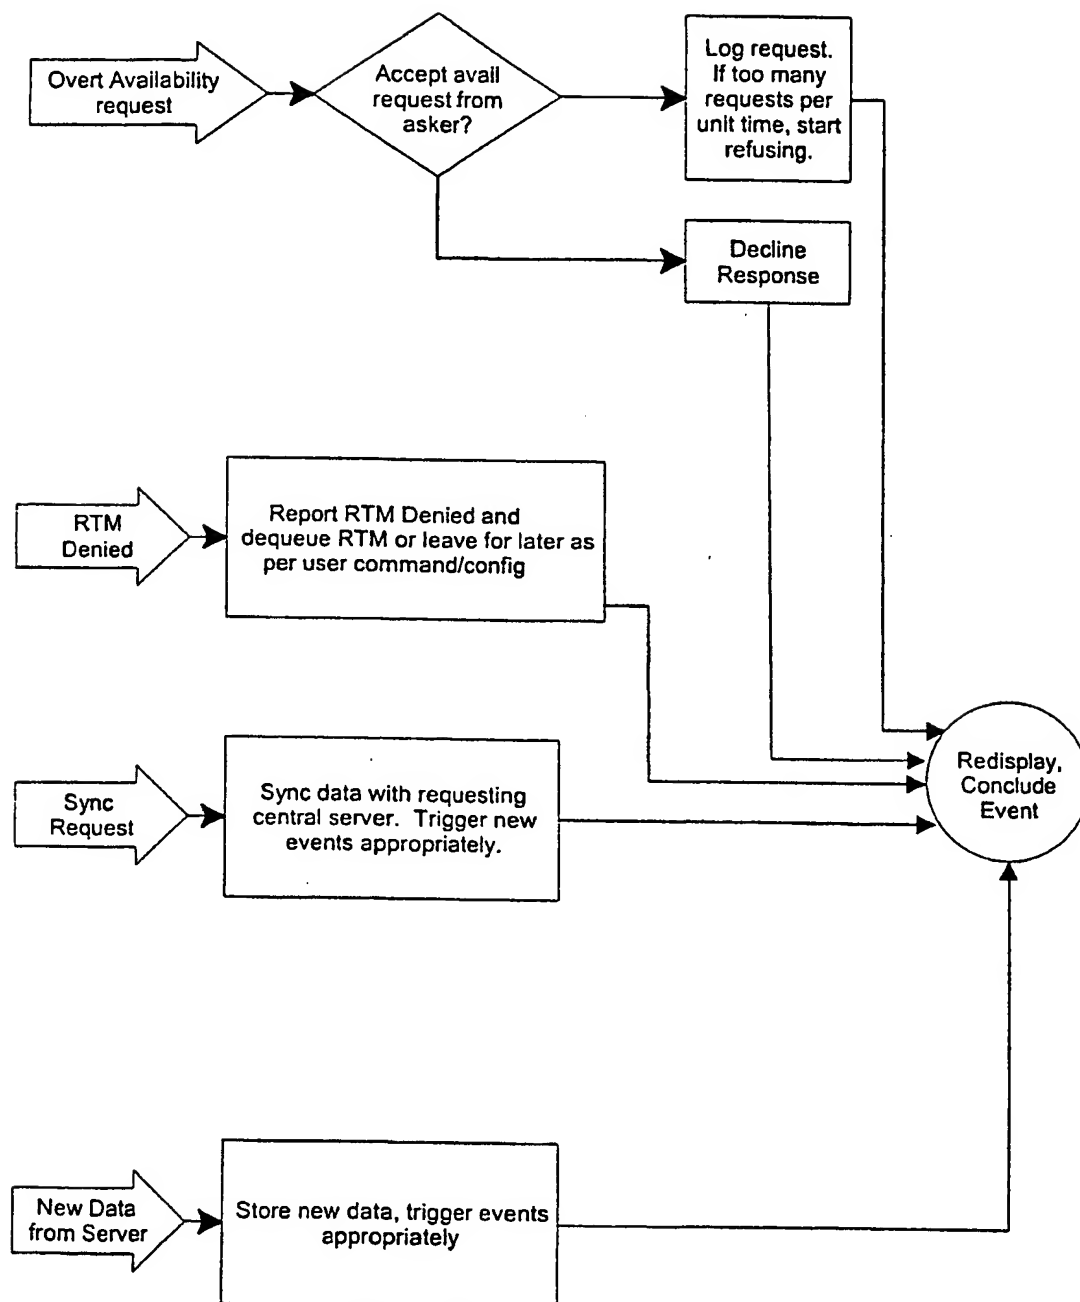 Overt Availability
request
Accept avail
request from
asker?
Log request.
If too many
requests per
unit time, start
refusing.
Decline
Response
RTM
Denied
Report RTM Denied and
dequeue RTM or leave for later as
per user command/config
Sync
Request
Sync data with requesting
central server. Trigger new
events appropriately.
Redisplay,
Conclude
Event
New Data
from Server
Store new data, trigger events
appropriately